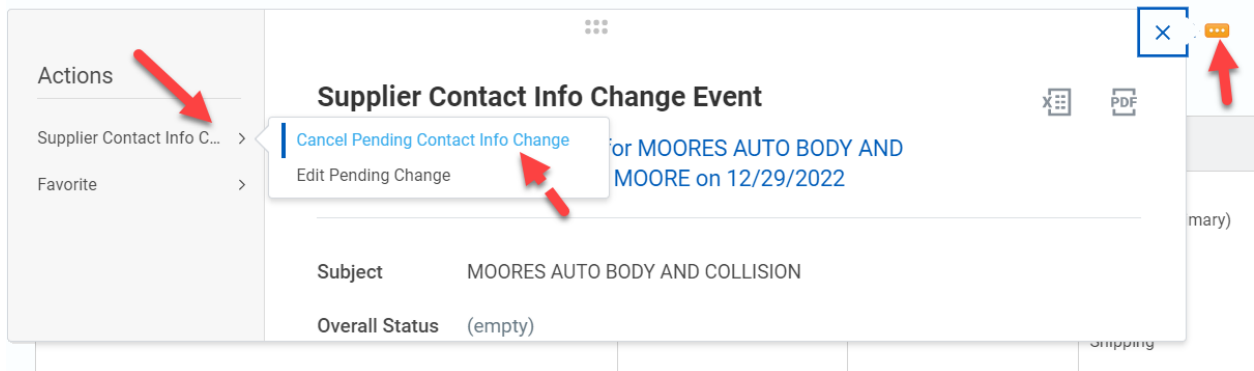 Actions
Supplier Contact Info C...
Favorite
Supplier Contact Info Change Event
X
PDF
Cancel Pending Contact Info Change
Edit Pending Change
for MOORES AUTO BODY AND
MOORE on 12/29/2022
mary)
Subject MOORES AUTO BODY AND COLLISION
Overall Status (empty)
Shipping